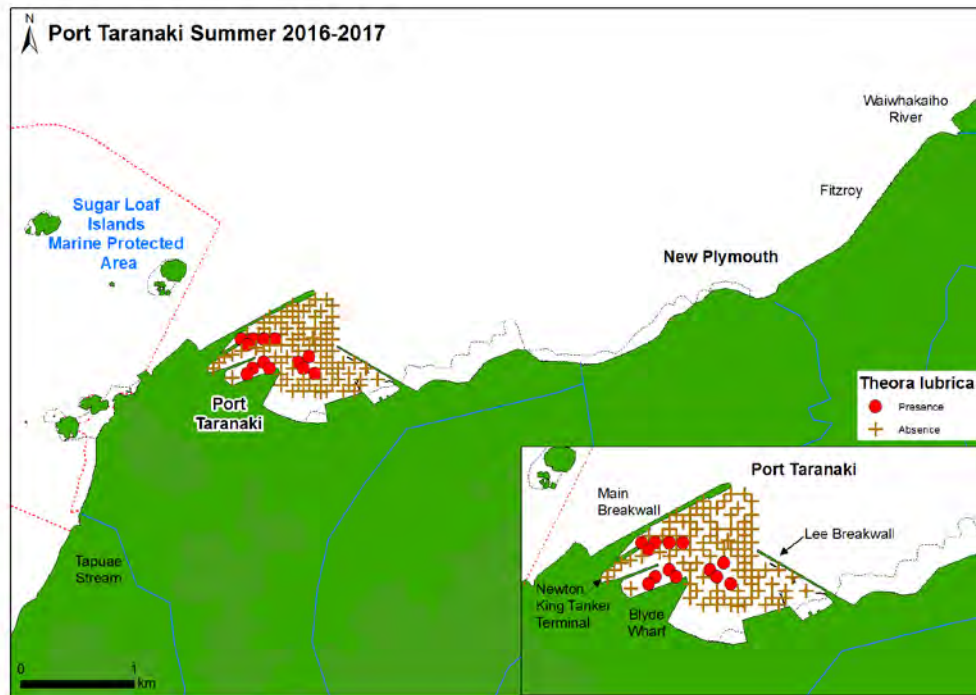 N
Port Taranaki Summer 2016-2017
Waiwhakaiho
River
Fitzroy
Sugar Loaf
Islands
Marine Protected
Area
New Plymouth
Port
Taranaki
Theora lubrica
Presence
Absence
Tapuae
Stream
0 1
km
Port Taranaki
Main
Breakwall
Lee Breakwall
Newton
King Tanker
Terminal
Blyde
Wharf